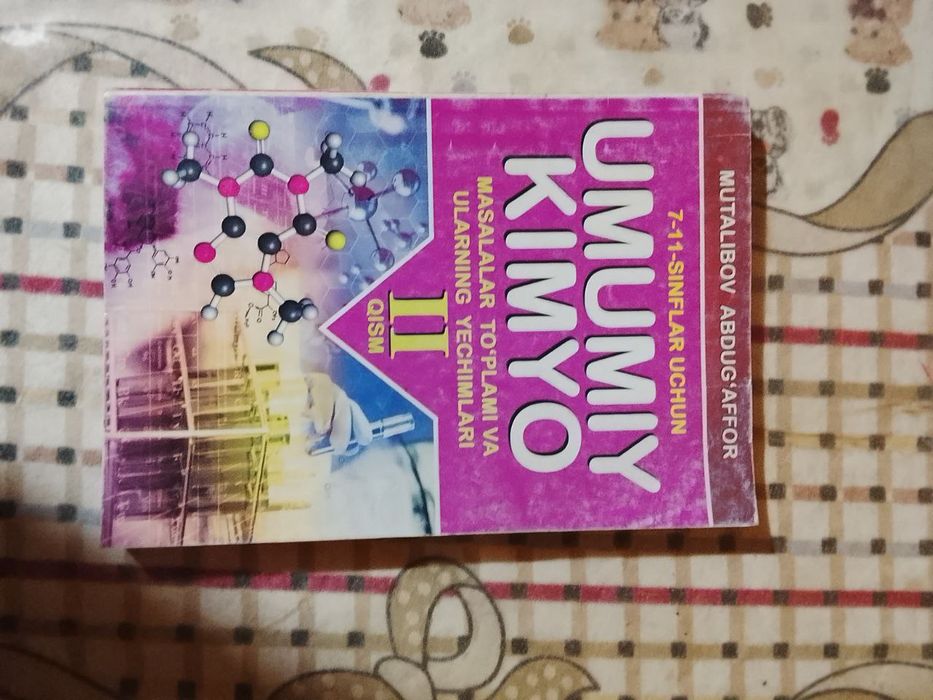 MUTALIBOV ABDUG‘AFFOR
7-11-SINFLAR UCHUN
UMUMIY
KIMYO
MASALALAR TO‘PLAMI VA
ULARNING YECHIMLARI
II
QISM